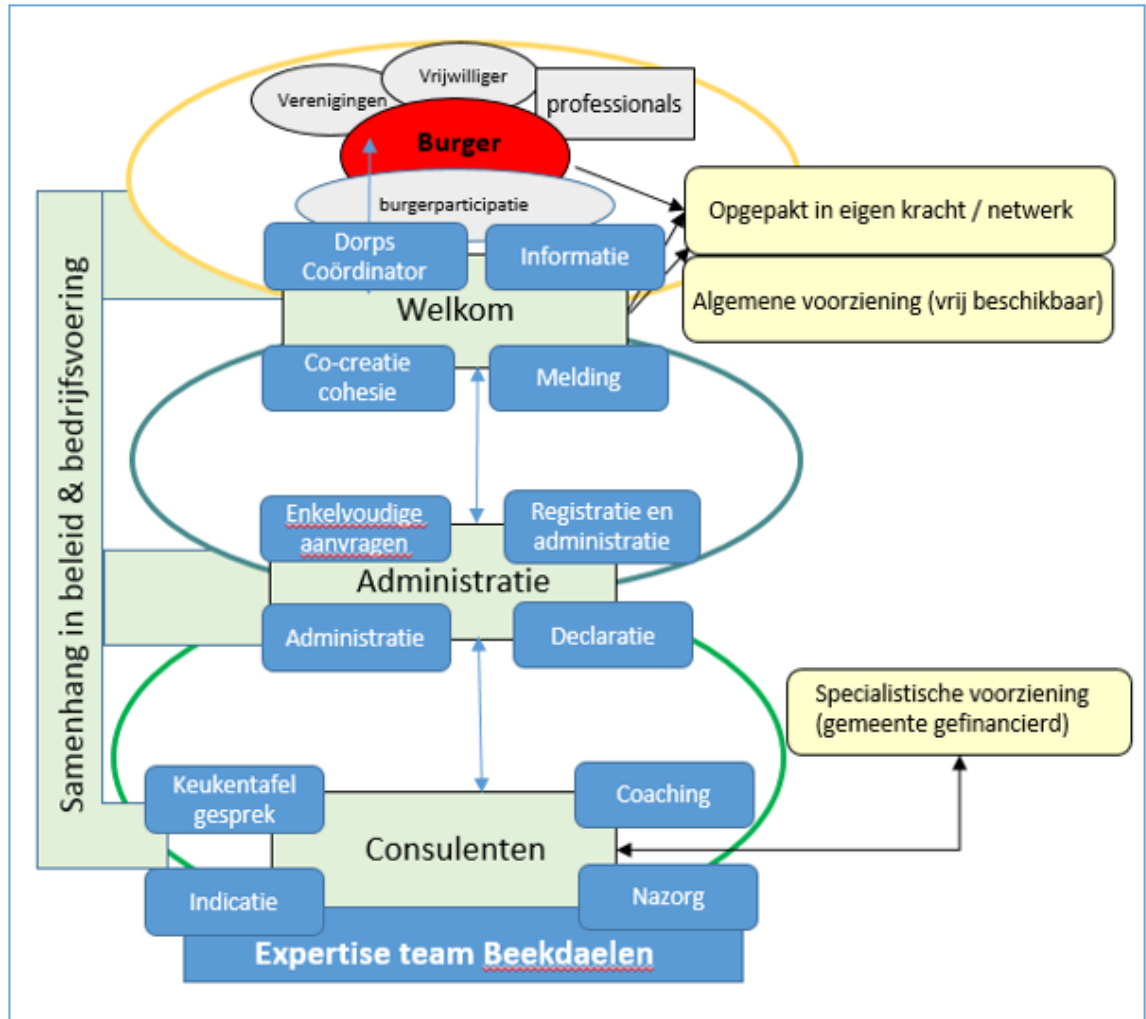 Vrijwilliger
Verenigingen
professionals
Burger
burgerparticipatie
Opgepakt in eigen kracht / netwerk
Dorps
Coördinator
Informatie
Algemene voorziening (vrij beschikbaar)
Welkom
Co-creatie
cohesie
Melding
Samenhang in beleid & bedrijfsvoering
Enkelvoudige
aanvragen
Registratie en
administratie
Administratie
Administratie
Declaratie
Specialistische voorziening
(gemeente gefinancierd)
Keukentafel
gesprek
Coaching
Consulenten
Indicatie
Nazorg
Expertise team Beekdaelen